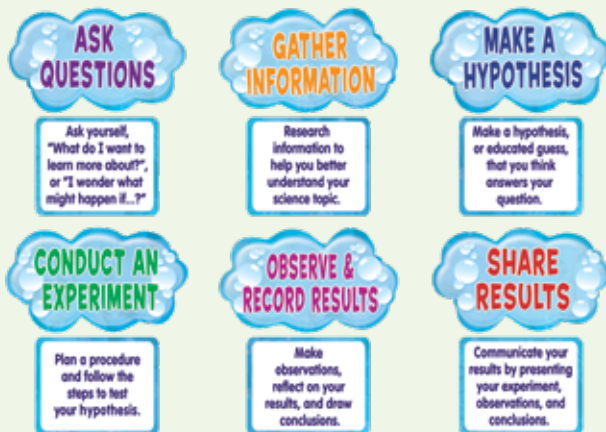 ASK
QUESTIONS
Ask yourself,
"What do I want to
learn more about?",
or "I wonder what
might happen if...?"
GATHER
INFORMATION
Research
information to
help you better
understand your
science topic.
MAKE A
HYPOTHESIS
Make a hypothesis,
or educated guess,
that you think
answers your
question.
CONDUCT AN
EXPERIMENT
Plan a procedure
and follow the
steps to test
your hypothesis.
OBSERVE &
RECORD RESULTS
Make
observations,
reflect on your
results, and draw
conclusions.
SHARE
RESULTS
Communicate your
results by presenting
your experiment,
observations, and
conclusions.